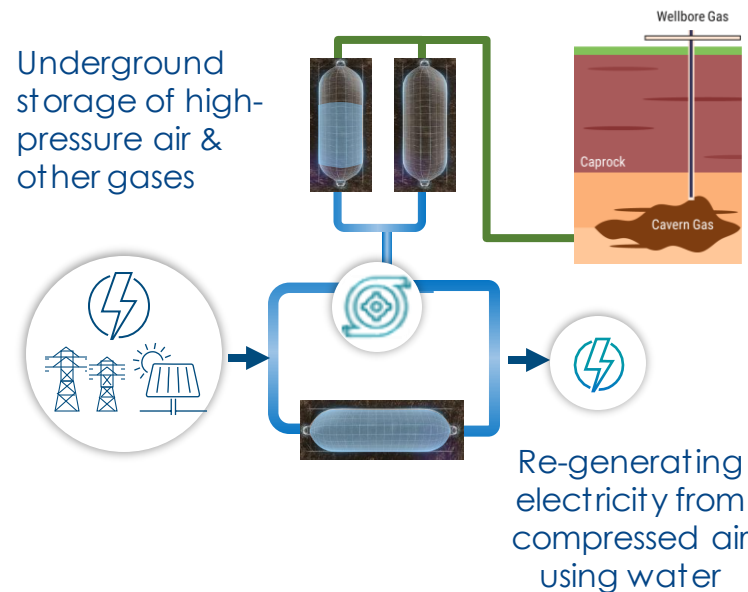 Underground
storage of high-
pressure air &
other gases
Wellbore Gas
Caprock
Cavern Gas
Re-generating
electricity from
compressed air
using water